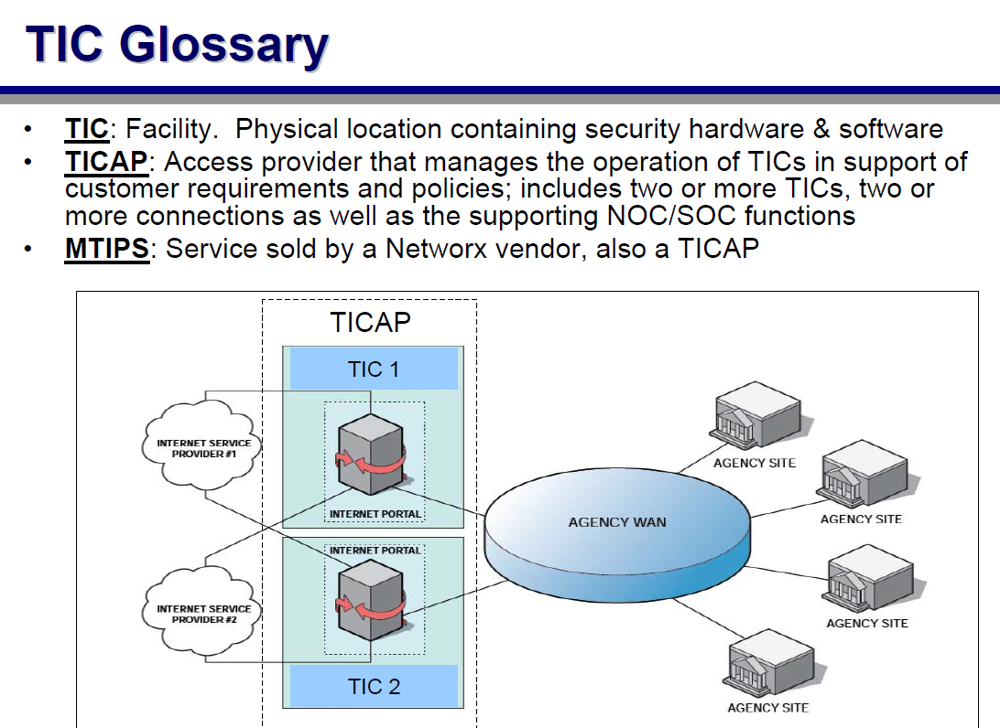 TIC Glossary
• TIC: Facility.  Physical location containing security hardware & software
• TICAP: Access provider that manages the operation of TICs in support of
customer requirements and policies; includes two or more TICs, two or
more connections as well as the supporting NOC/SOC functions
• MTIPS: Service sold by a Networx vendor, also a TICAP
TICAP
TIC 1
INTERNET SERVICE
PROVIDER #1
INTERNET PORTAL
AGENCY SITE
AGENCY SITE
AGENCY WAN
INTERNET PORTAL
INTERNET SERVICE
PROVIDER #2
AGENCY SITE
TIC 2
AGENCY SITE